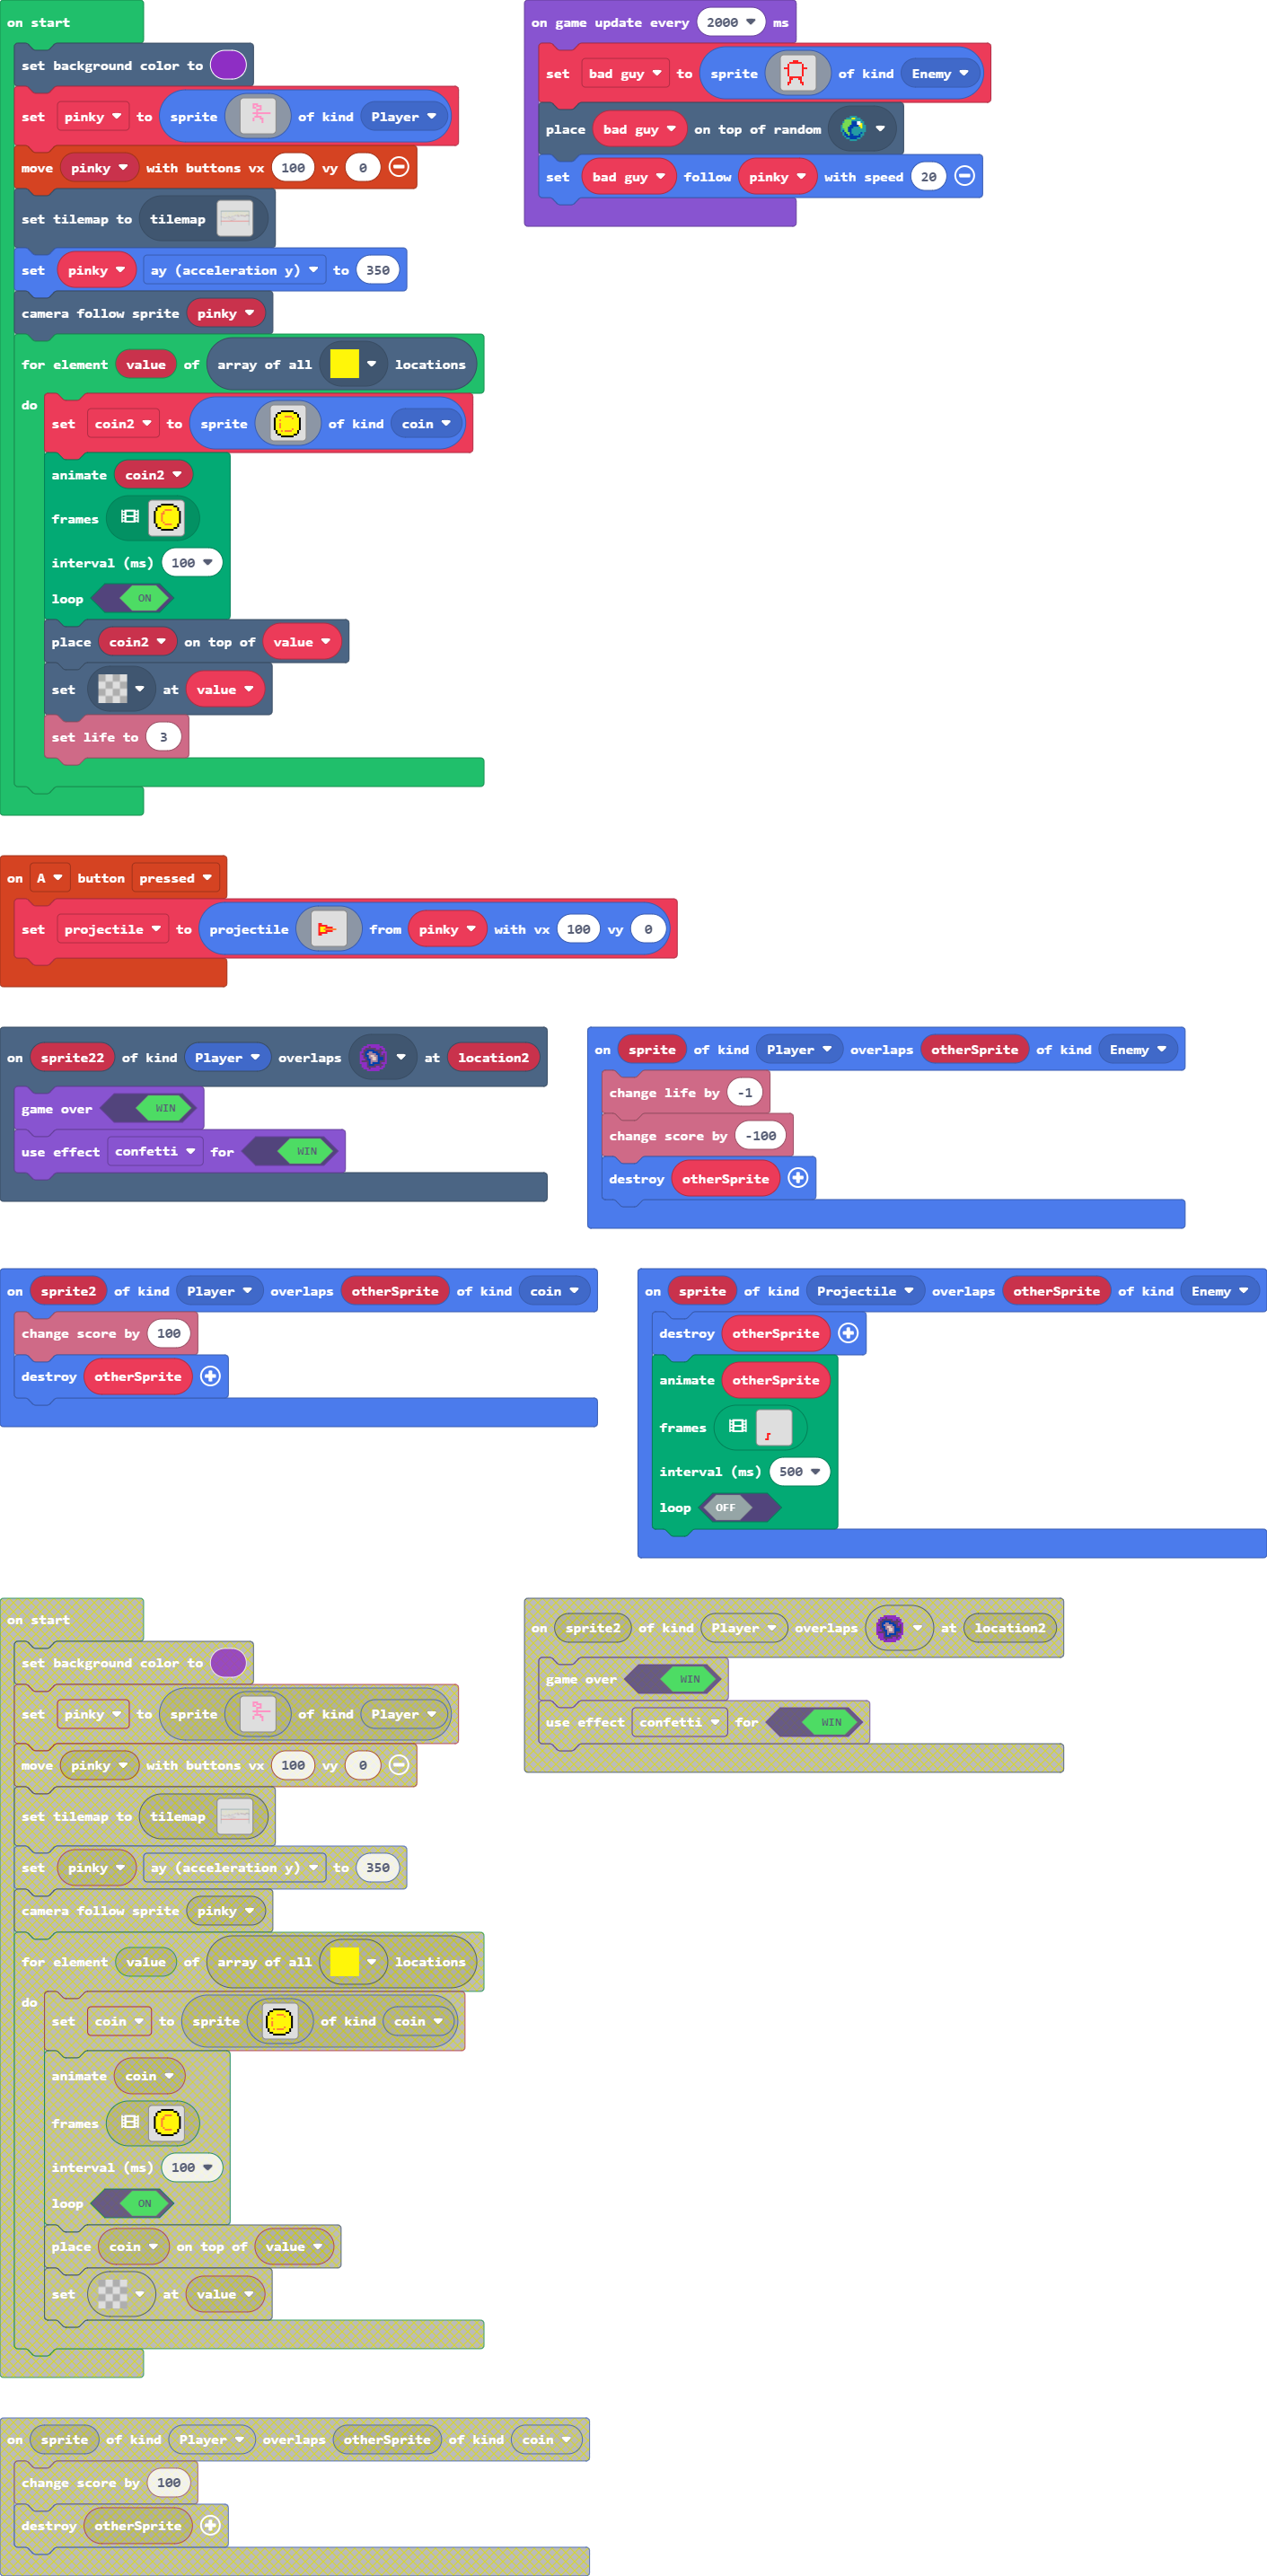 on start
set background color to
set pinky to sprite of kind Player
move pinky with buttons vx 100 vy 0
set tilemap to tilemap
set pinky ay (acceleration y) to 350
camera follow sprite pinky
for element value of array of all locations
do
set coin2 to sprite of kind coin
animate coin2
frames
interval (ms) 100
loop ON
place coin2 on top of value
set at value
set life to 3
on game update every 2000 ms
set bad guy to sprite of kind Enemy
place bad guy on top of random
set bad guy follow pinky with speed 20
on A button pressed
set projectile to projectile from pinky with vx 100 vy 0
on sprite22 of kind Player overlaps at location2
game over WIN
use effect confetti for WIN
on sprite of kind Player overlaps otherSprite of kind Enemy
change life by -1
change score by -100
destroy otherSprite
on sprite2 of kind Player overlaps otherSprite of kind coin
change score by 100
destroy otherSprite
on sprite of kind Projectile overlaps otherSprite of kind Enemy
destroy otherSprite
animate otherSprite
frames
interval (ms) 500
loop OFF
on start
set background color to
set pinky to sprite of kind Player
move pinky with buttons vx 100 vy 0
set tilemap to tilemap
set pinky ay (acceleration y) to 350
camera follow sprite pinky
for element value of array of all locations
do
set coin to sprite of kind coin
animate coin
frames
interval (ms) 100
loop ON
place coin on top of value
set at value
on sprite2 of kind Player overlaps at location2
game over WIN
use effect confetti for WIN
on sprite of kind Player overlaps otherSprite of kind coin
change score by 100
destroy otherSprite